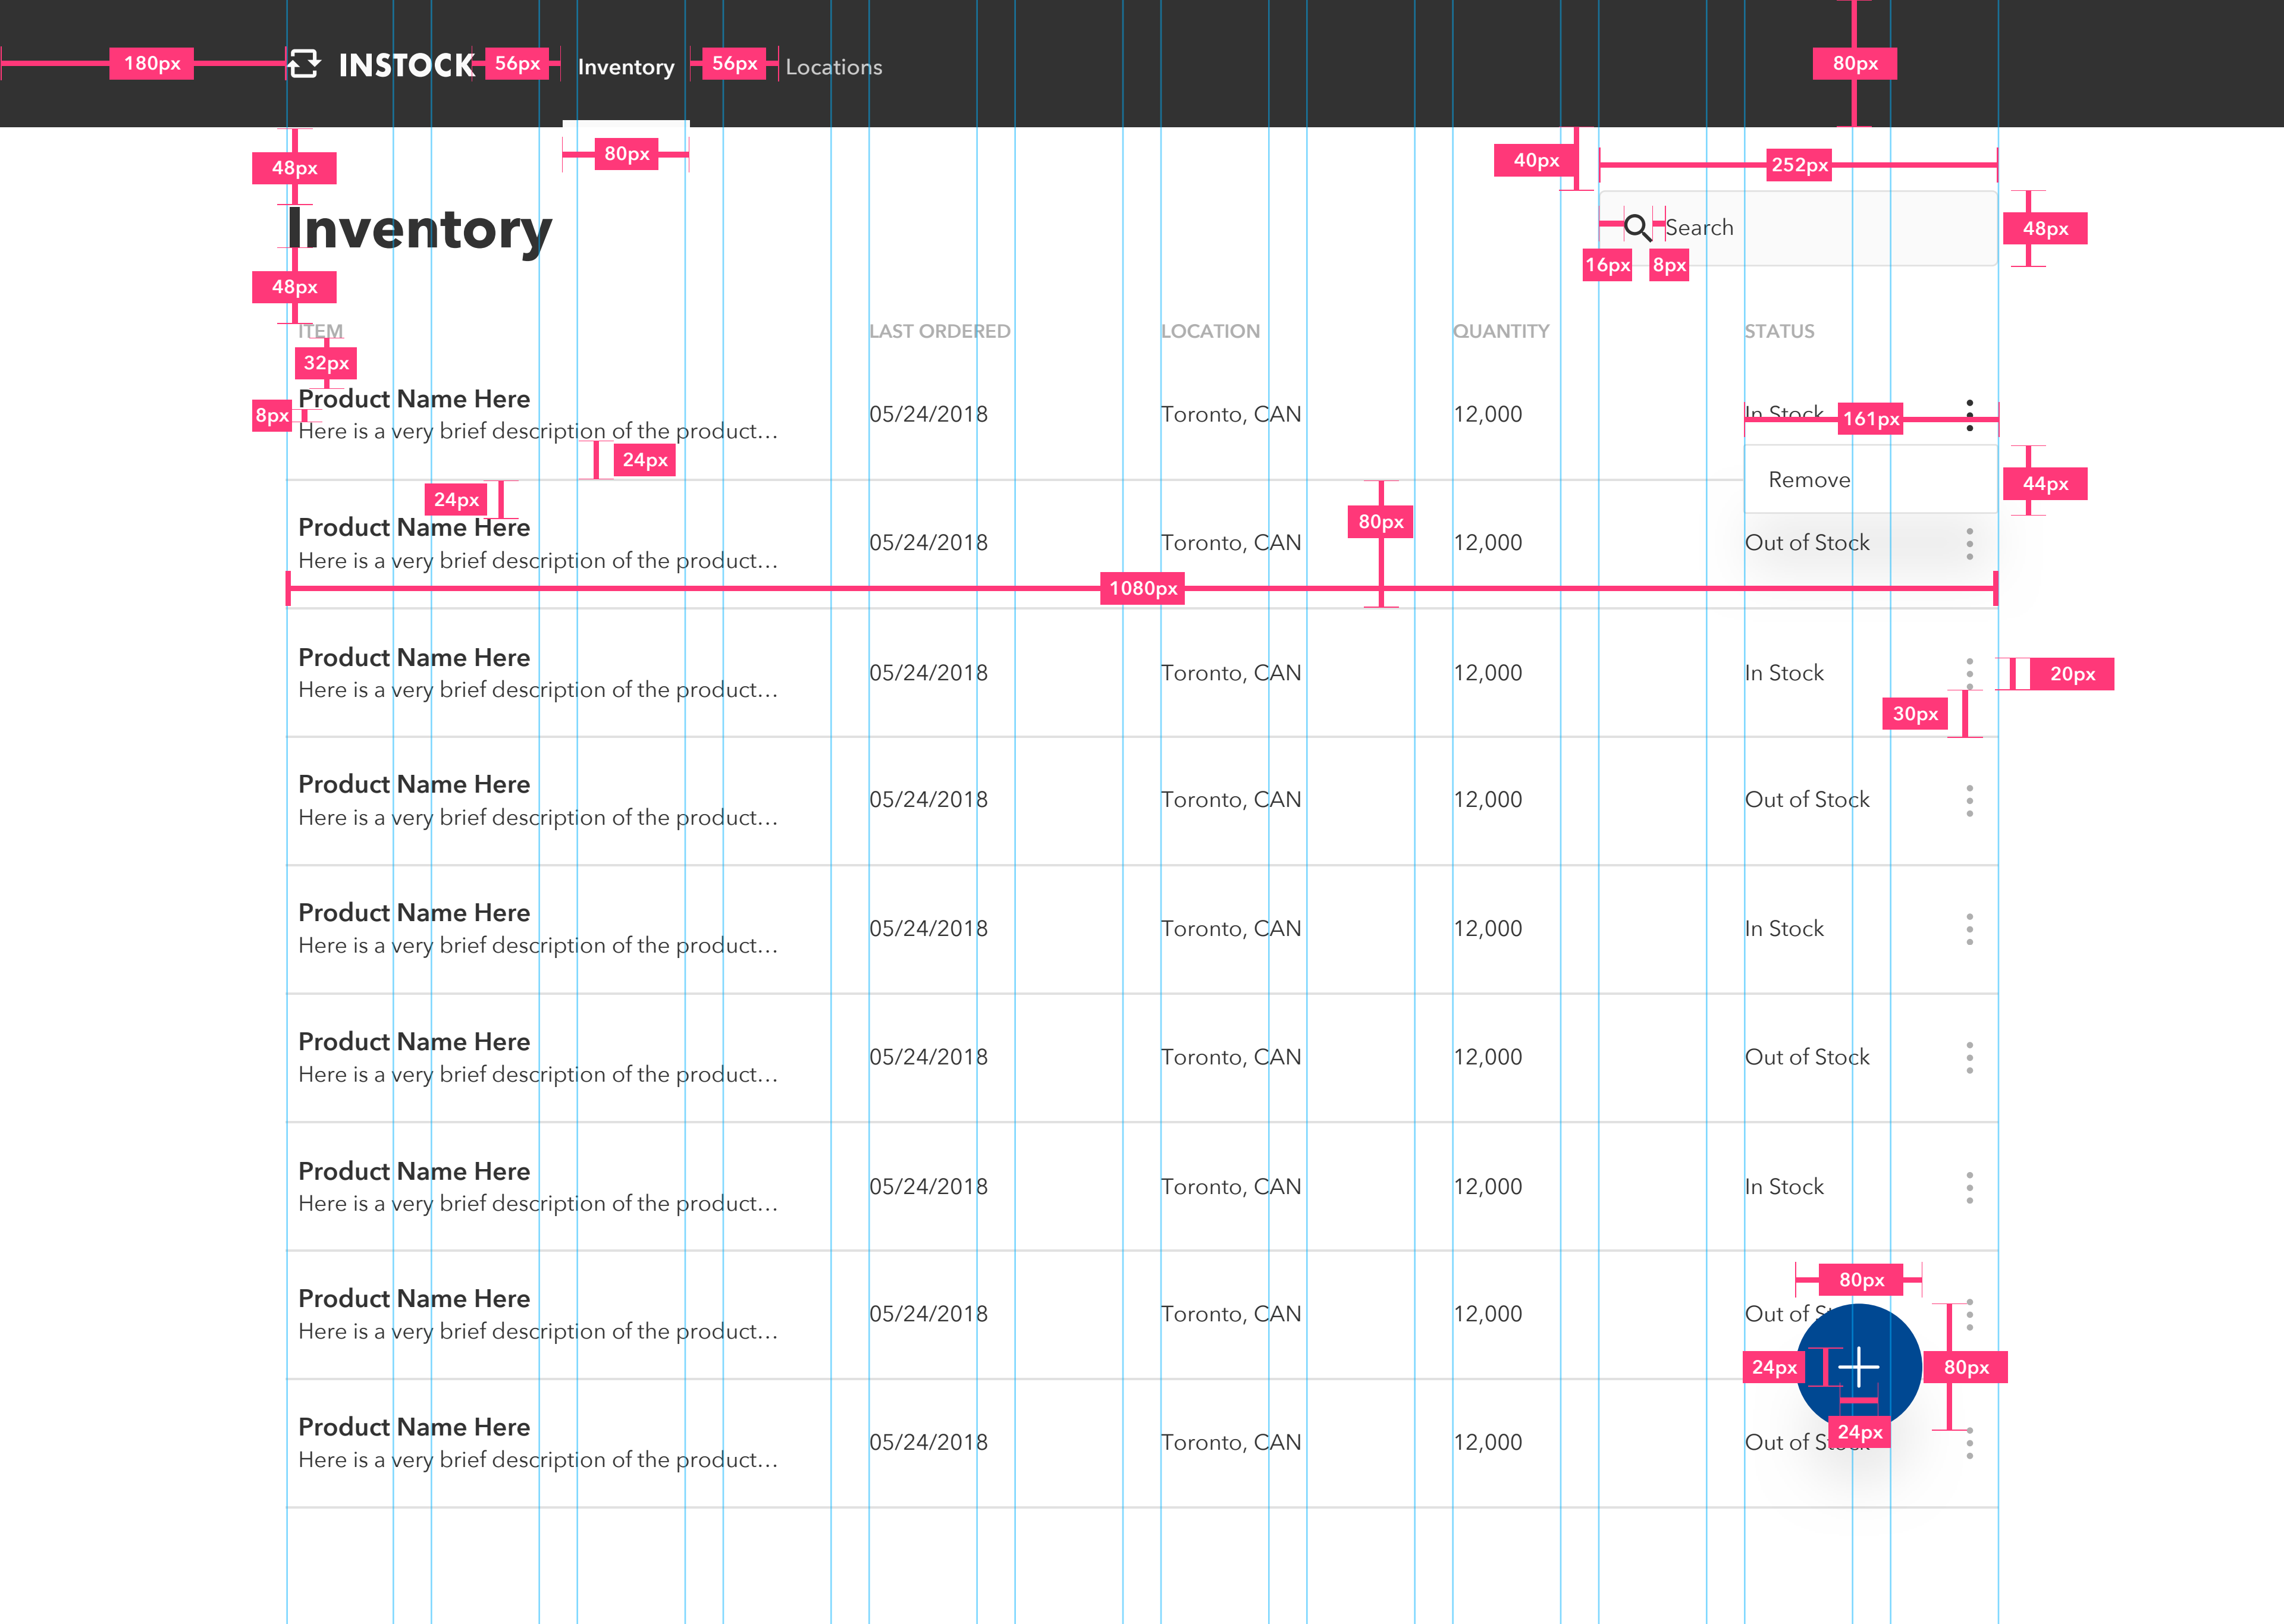 180px INSTOCK 56px Inventory 56px Locations 80px
48px 80px 40px 252px
Inventory Search 48px
16px 8px
48px
ITEM LAST ORDERED LOCATION QUANTITY STATUS
32px
Product Name Here
8px 05/24/2018 Toronto, CAN 12,000 In Stock 161px
Here is a very brief description of the product...
24px
Remove 44px
24px
Product Name Here 80px
05/24/2018 Toronto, CAN 12,000 Out of Stock
Here is a very brief description of the product...
1080px
Product Name Here
05/24/2018 Toronto, CAN 12,000 In Stock 20px
Here is a very brief description of the product...
30px
Product Name Here
05/24/2018 Toronto, CAN 12,000 Out of Stock
Here is a very brief description of the product...
Product Name Here
05/24/2018 Toronto, CAN 12,000 In Stock
Here is a very brief description of the product...
Product Name Here
05/24/2018 Toronto, CAN 12,000 Out of Stock
Here is a very brief description of the product...
Product Name Here
05/24/2018 Toronto, CAN 12,000 In Stock
Here is a very brief description of the product...
80px
Product Name Here
05/24/2018 Toronto, CAN 12,000 Out of
Here is a very brief description of the product...
24px 80px
Product Name Here
24px
05/24/2018 Toronto, CAN 12,000 Out of Stock
Here is a very brief description of the product...